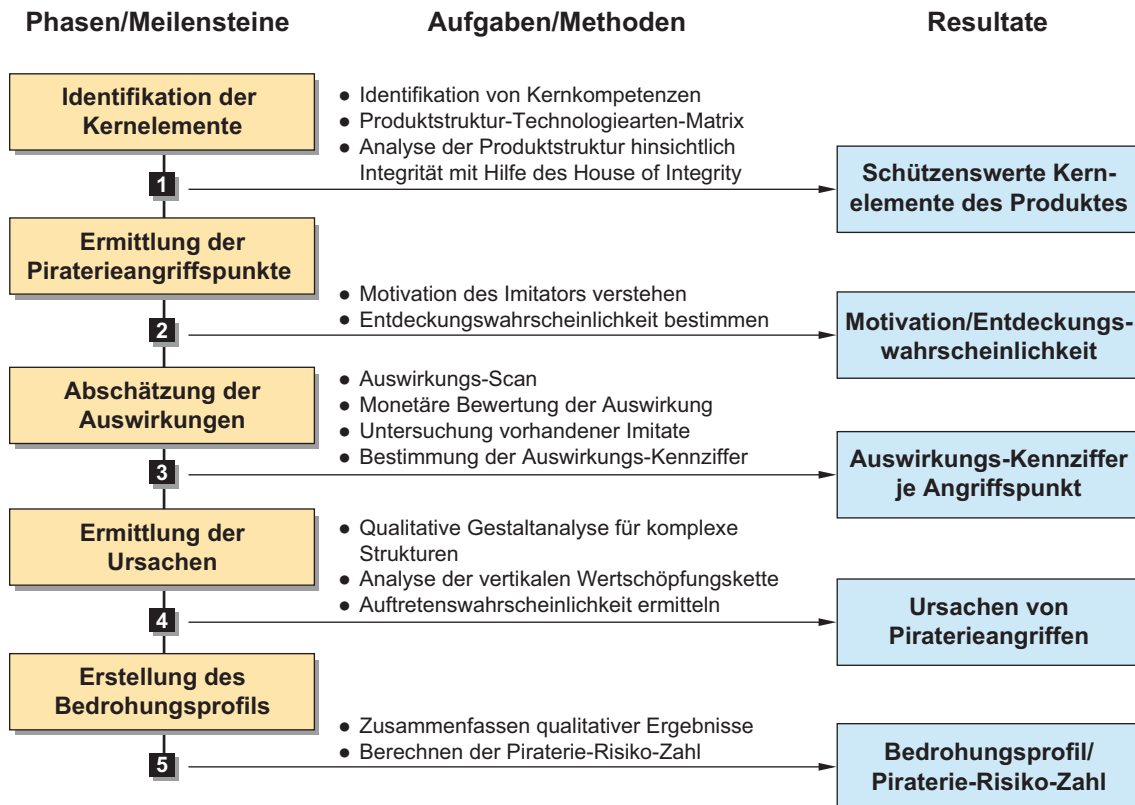 Phasen/Meilensteine
Aufgaben/Methoden
Resultate
Identifikation der
Kernelemente
● Identifikation von Kernkompetenzen
● Produktstruktur-Technologiearten-Matrix
● Analyse der Produktstruktur hinsichtlich
Integrität mit Hilfe des House of Integrity
1
Schützenswerte Kern-
elemente des Produktes
Ermittlung der
Piraterieangriffspunkte
● Motivation des Imitators verstehen
● Entdeckungswahrscheinlichkeit bestimmen
2
Motivation/Entdeckungs-
wahrscheinlichkeit
Abschätzung der
Auswirkungen
● Auswirkungs-Scan
● Monetäre Bewertung der Auswirkung
● Untersuchung vorhandener Imitate
● Bestimmung der Auswirkungs-Kennziffer
3
Auswirkungs-Kennziffer
je Angriffspunkt
Ermittlung der
Ursachen
● Qualitative Gestaltanalyse für komplexe
Strukturen
● Analyse der vertikalen Wertschöpfungskette
● Auftretenswahrscheinlichkeit ermitteln
4
Ursachen von
Piraterieangriffen
Erstellung des
Bedrohungsprofils
● Zusammenfassen qualitativer Ergebnisse
● Berechnen der Piraterie-Risiko-Zahl
5
Bedrohungsprofil/
Piraterie-Risiko-Zahl